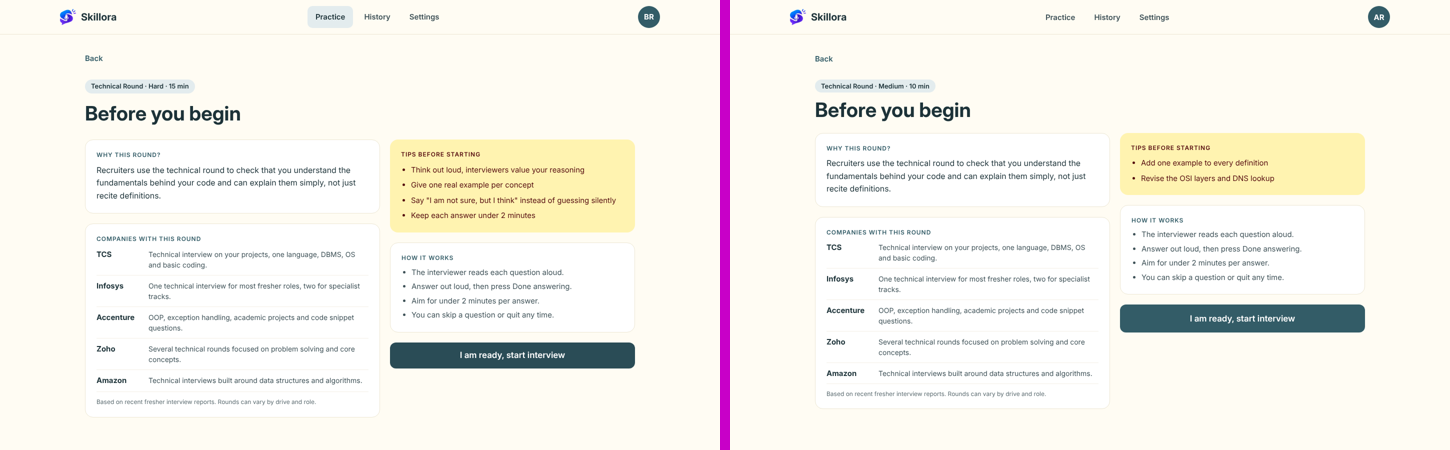 Skillora
Practice History Settings
BR
Back
Technical Round · Hard · 15 min
Before you begin
WHY THIS ROUND?
Recruiters use the technical round to check that you understand the
fundamentals behind your code and can explain them simply, not just
recite definitions.
COMPANIES WITH THIS ROUND
TCS Technical interview on your projects, one language, DBMS, OS
and basic coding.
Infosys One technical interview for most fresher roles, two for specialist
tracks.
Accenture OOP, exception handling, academic projects and code snippet
questions.
Zoho Several technical rounds focused on problem solving and core
concepts.
Amazon Technical interviews built around data structures and algorithms.
Based on recent fresher interview reports. Rounds can vary by drive and role.
TIPS BEFORE STARTING
• Think out loud, interviewers value your reasoning
• Give one real example per concept
• Say "I am not sure, but I think" instead of guessing silently
• Keep each answer under 2 minutes
HOW IT WORKS
• The interviewer reads each question aloud.
• Answer out loud, then press Done answering.
• Aim for under 2 minutes per answer.
• You can skip a question or quit any time.
I am ready, start interview
Skillora
Practice History Settings
AR
Back
Technical Round · Medium · 10 min
Before you begin
WHY THIS ROUND?
Recruiters use the technical round to check that you understand the
fundamentals behind your code and can explain them simply, not just
recite definitions.
COMPANIES WITH THIS ROUND
TCS Technical interview on your projects, one language, DBMS, OS
and basic coding.
Infosys One technical interview for most fresher roles, two for specialist
tracks.
Accenture OOP, exception handling, academic projects and code snippet
questions.
Zoho Several technical rounds focused on problem solving and core
concepts.
Amazon Technical interviews built around data structures and algorithms.
Based on recent fresher interview reports. Rounds can vary by drive and role.
TIPS BEFORE STARTING
• Add one example to every definition
• Revise the OSI layers and DNS lookup
HOW IT WORKS
• The interviewer reads each question aloud.
• Answer out loud, then press Done answering.
• Aim for under 2 minutes per answer.
• You can skip a question or quit any time.
I am ready, start interview